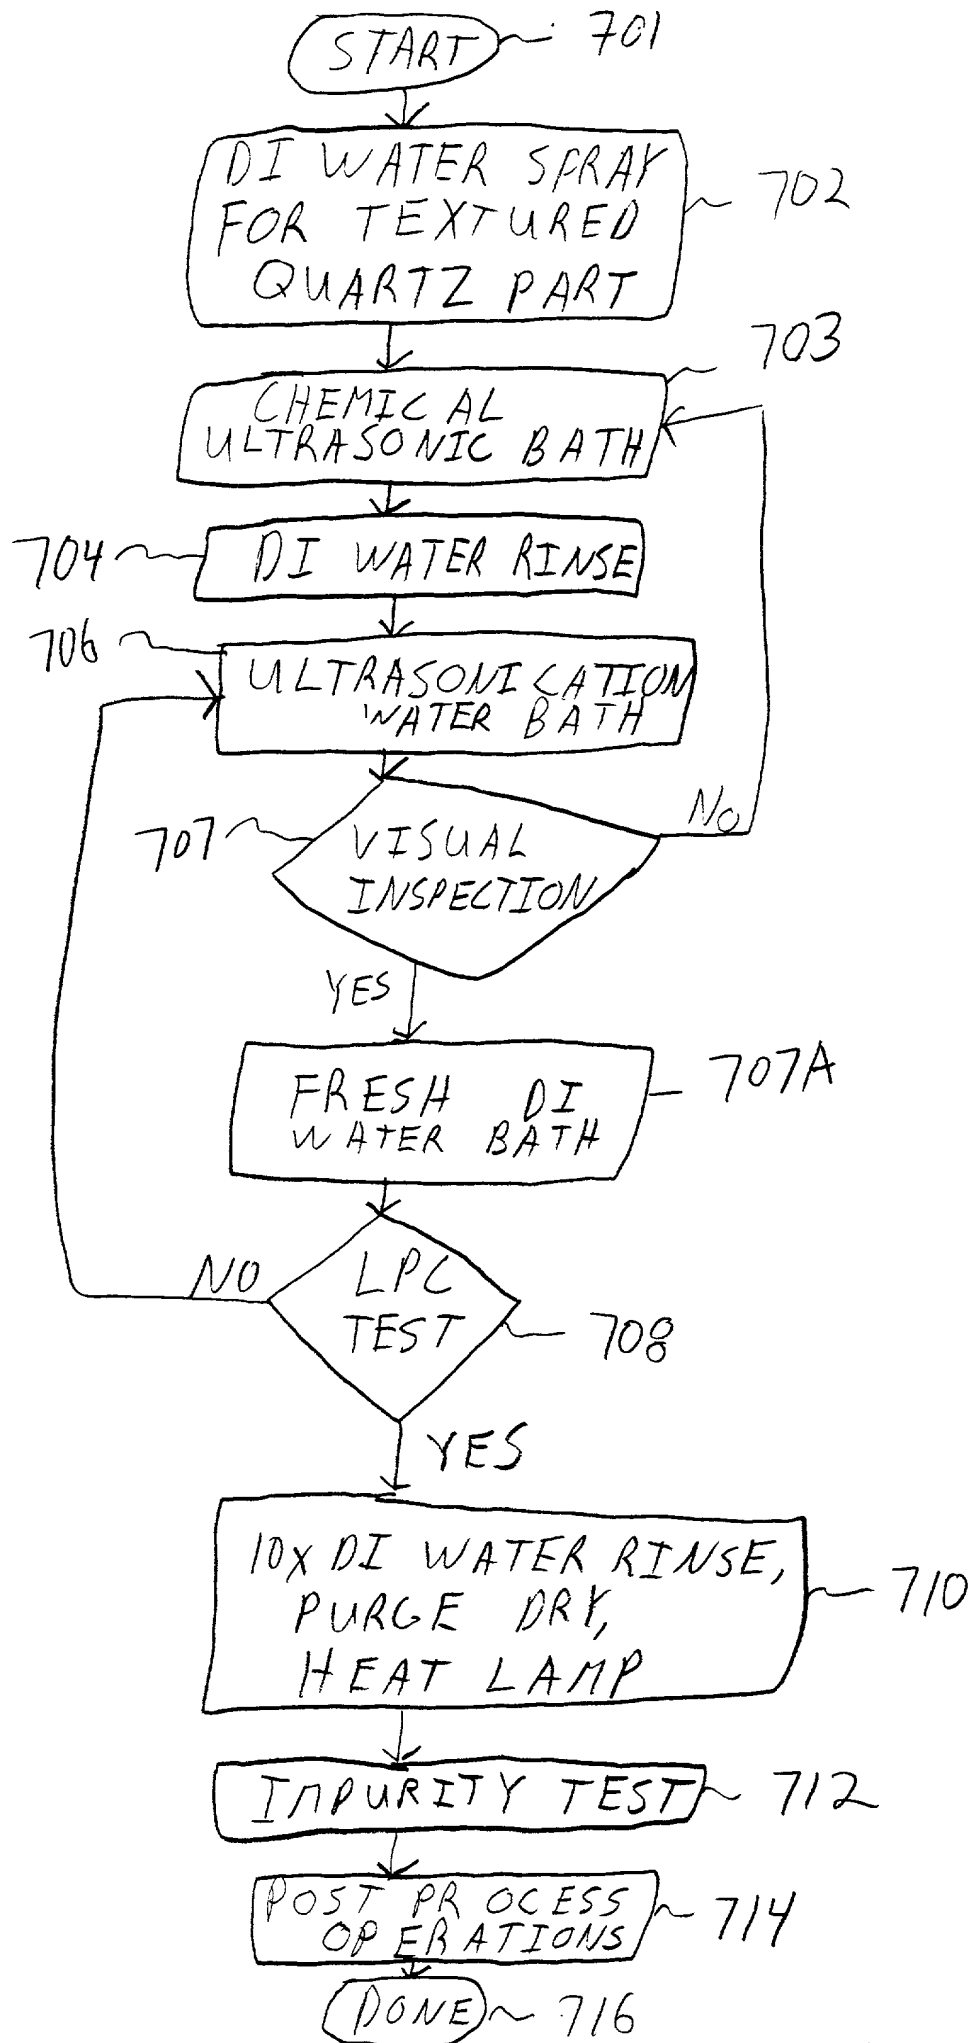 START
701
DI WATER SPRAY
FOR TEXTURED
QUARTZ PART
702
703
CHEMICAL
ULTRASONIC BATH
704
DI WATER RINSE
706
ULTRASONICATION
WATER BATH
NO
707
VISUAL
INSPECTION
YES
707A
FRESH DI
WATER BATH
NO
LPC
TEST
708
YES
10X DI WATER RINSE,
PURGE DRY,
HEAT LAMP
710
IMPURITY TEST
712
POST PROCESS
OPERATIONS
714
DONE
716